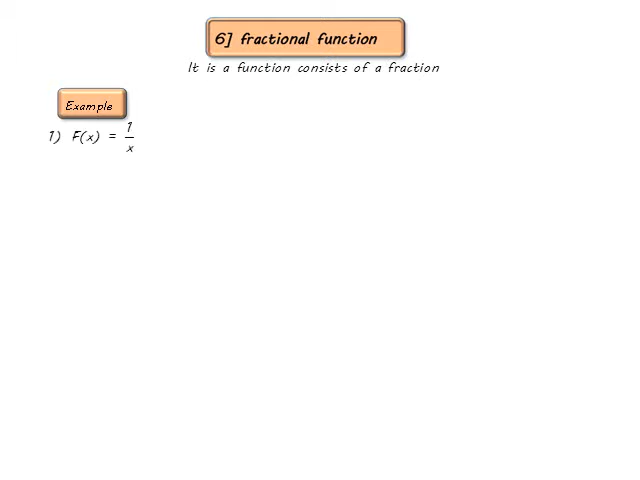 6] fractional function
It is a function consists of a fraction
Example
1) F(x) = 1/x